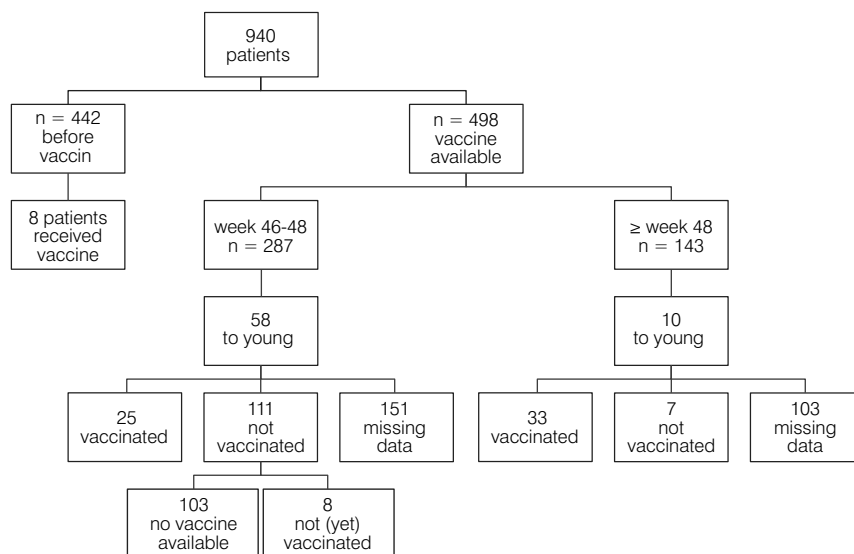 940
patients
n = 442
before
vaccin
n = 498
vaccine
available
8 patients
received
vaccine
week 46-48
n = 287
≥ week 48
n = 143
58
to young
10
to young
25
vaccinated
111
not
vaccinated
151
missing
data
33
vaccinated
7
not
vaccinated
103
missing
data
103
no vaccine
available
8
not (yet)
vaccinated